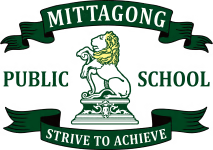 MITTAGONG
PUBLIC SCHOOL
STRIVE TO ACHIEVE